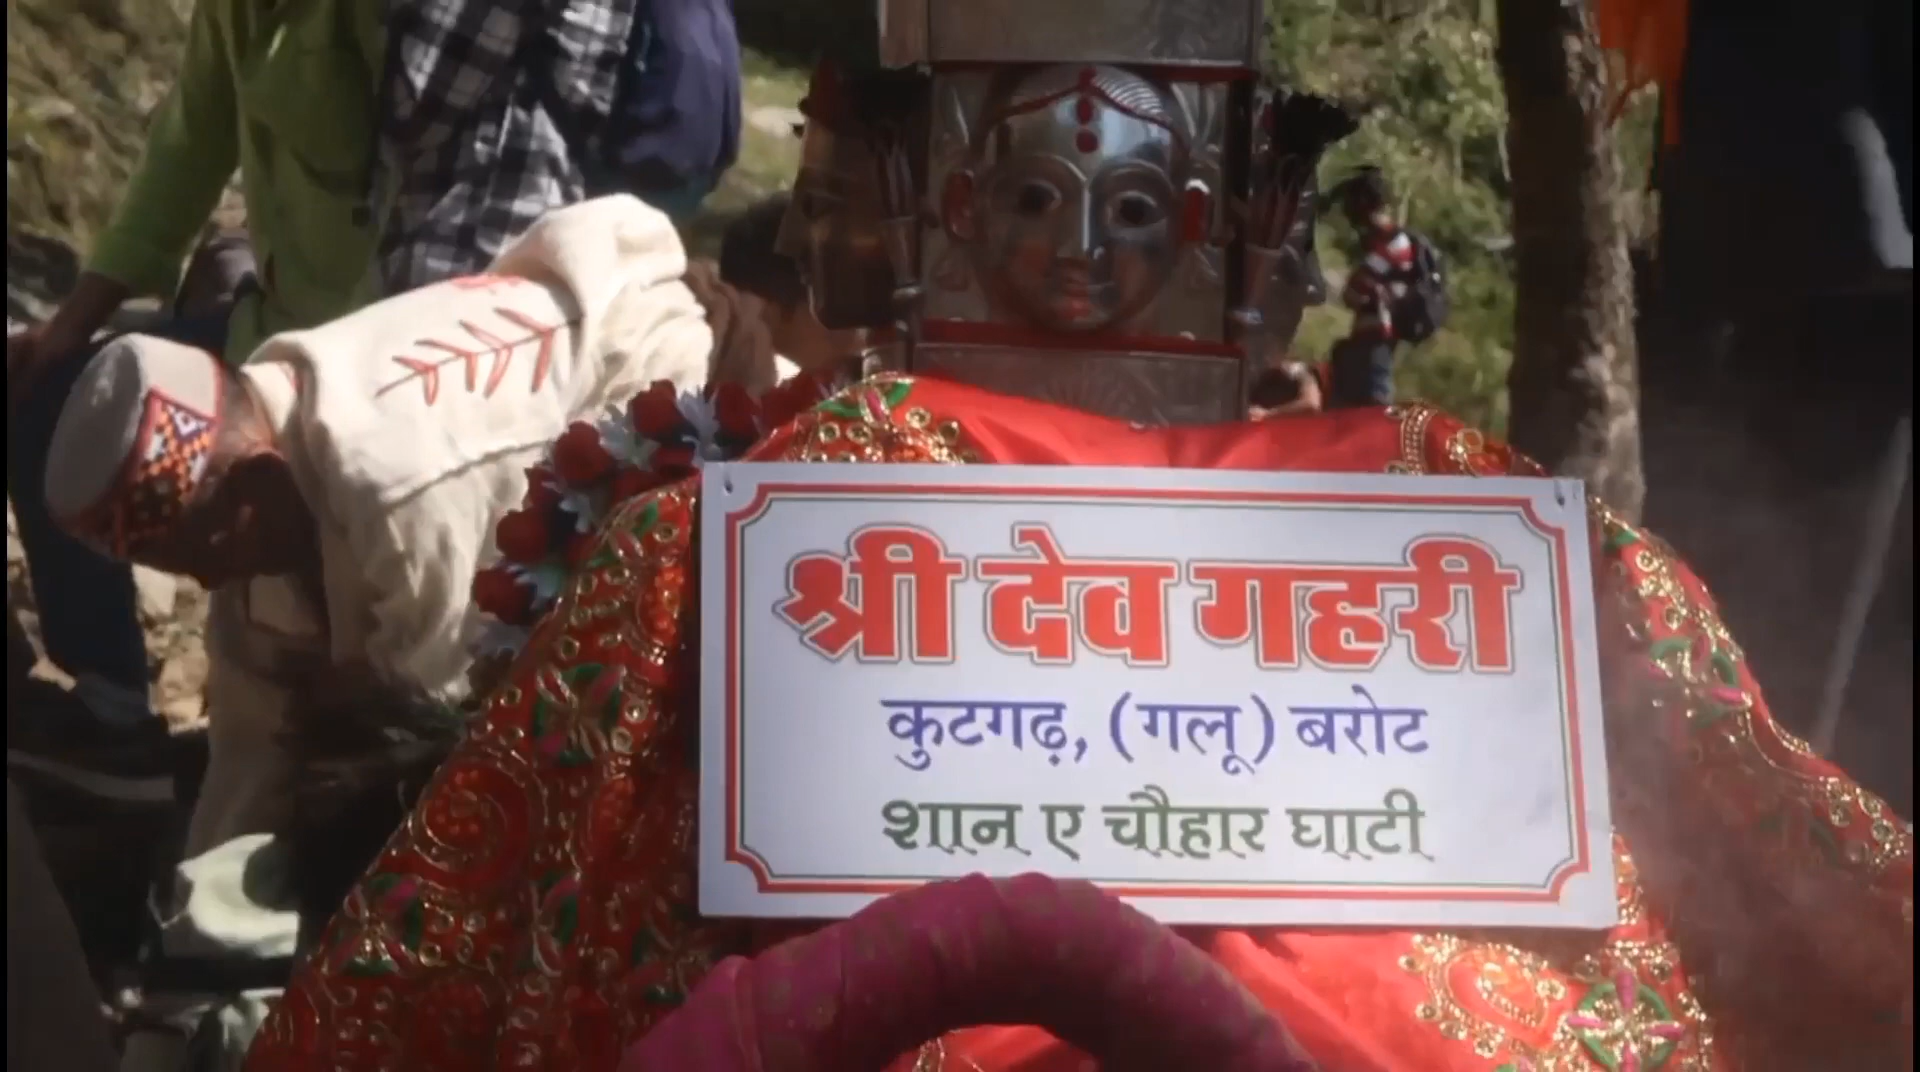 श्री देव गहरी
कुटगढ़, (गलू) बरोट
शान ए चौहार घाटी